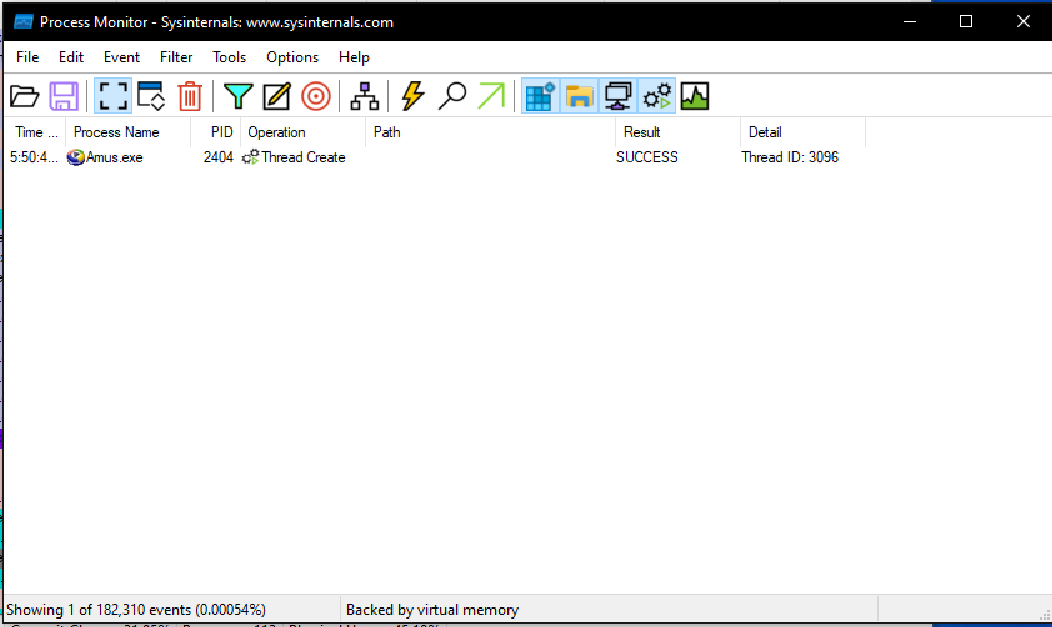 Process Monitor - Sysinternals: www.sysinternals.com
File Edit Event Filter Tools Options Help
Time ... Process Name PID Operation Path Result Detail
5:50:4... Amus.exe 2404 Thread Create SUCCESS Thread ID: 3096
Showing 1 of 182,310 events (0.00054%) Backed by virtual memory